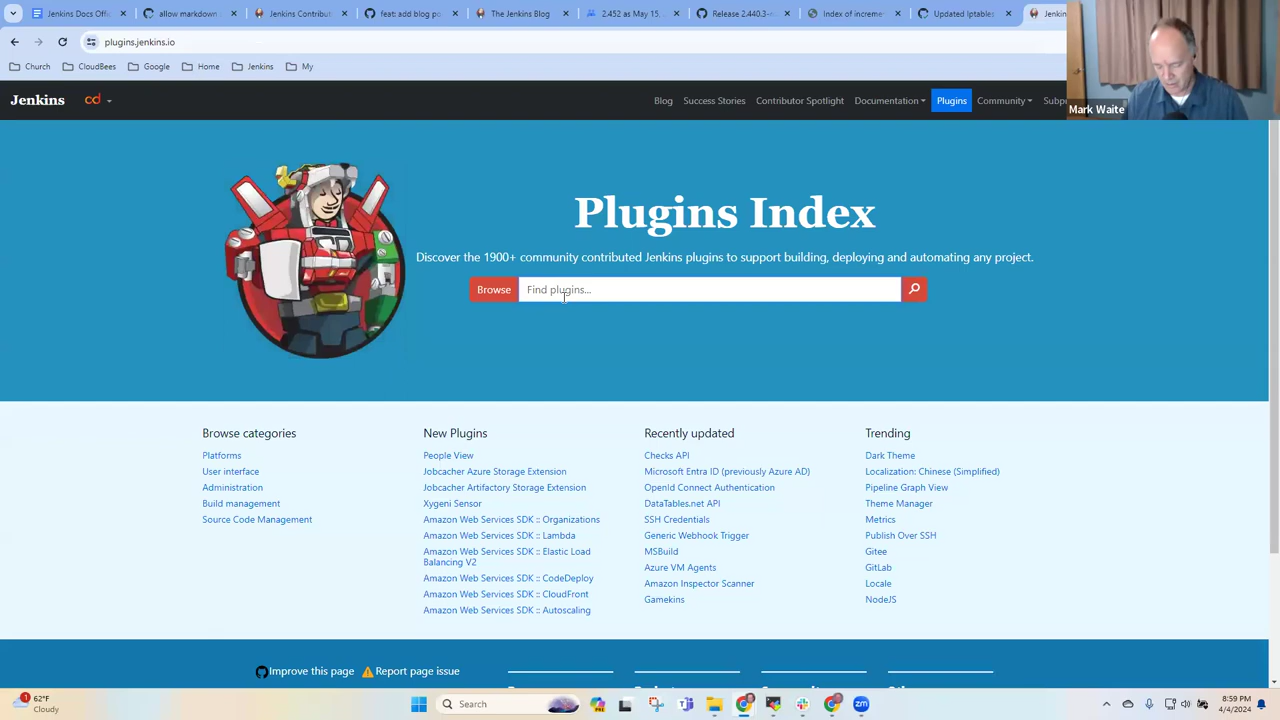 Docs Offic
allow markdown
Jenkins Contribut
feat: add blog po
The Jenkins Blog
2.452 as May 15,
Release 2.440.3-r
Index of increme
Updated Iptables
Jenk
plugins.jenkins.io
Church
CloudBees
Google
Home
Jenkins
My
Jenkins
cd
Blog
Success Stories
Contributor Spotlight
Documentation
Plugins
Community
Subp
Mark Waite
Plugins Index
Discover the 1900+ community contributed Jenkins plugins to support building, deploying and automating any project.
Browse
Find plugins...
Browse categories
Platforms
User interface
Administration
Build management
Source Code Management
New Plugins
People View
Jobcacher Azure Storage Extension
Jobcacher Artifactory Storage Extension
Xygeni Sensor
Amazon Web Services SDK :: Organizations
Amazon Web Services SDK :: Lambda
Amazon Web Services SDK :: Elastic Load
Balancing V2
Amazon Web Services SDK :: CodeDeploy
Amazon Web Services SDK :: CloudFront
Amazon Web Services SDK :: Autoscaling
Recently updated
Checks API
Microsoft Entra ID (previously Azure AD)
OpenId Connect Authentication
DataTables.net API
SSH Credentials
Generic Webhook Trigger
MSBuild
Azure VM Agents
Amazon Inspector Scanner
Gamekins
Trending
Dark Theme
Localization: Chinese (Simplified)
Pipeline Graph View
Theme Manager
Metrics
Publish Over SSH
Gitee
GitLab
Locale
NodeJS
Improve this page
Report page issue
1
62°F
Cloudy
Search
8:59 PM
4/4/2024